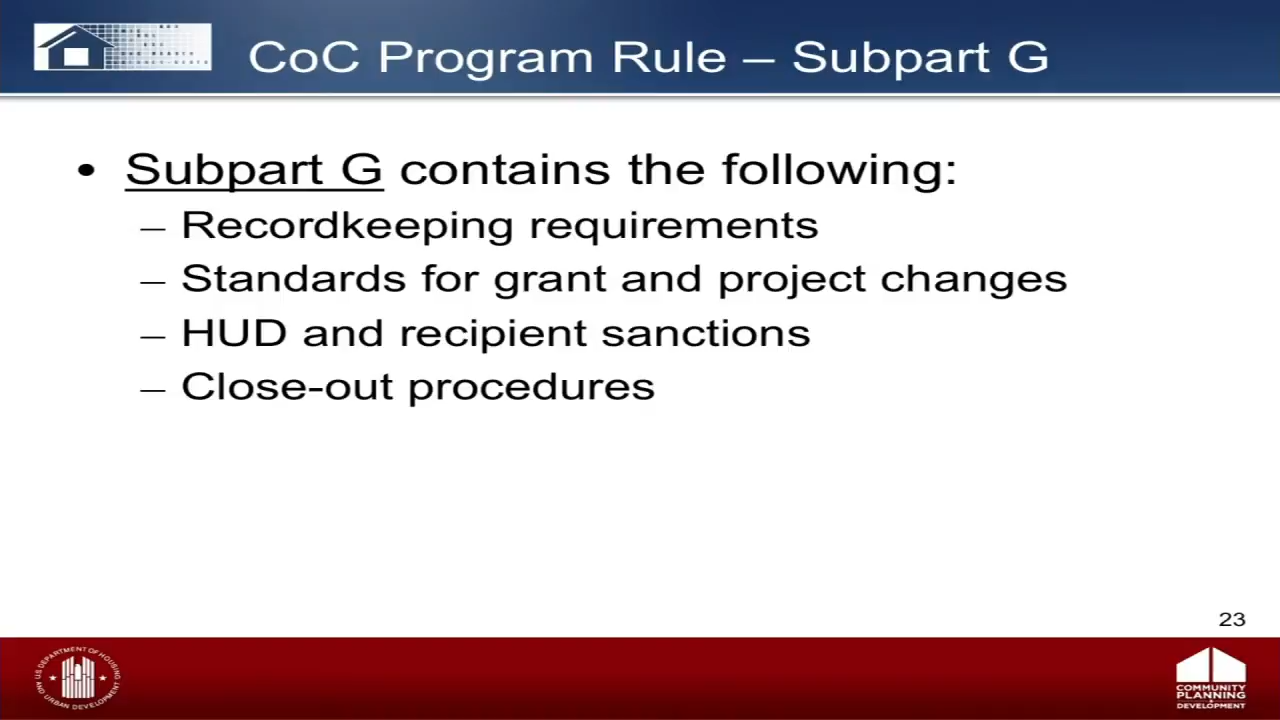 CoC Program Rule – Subpart G
• Subpart G contains the following:
– Recordkeeping requirements
– Standards for grant and project changes
– HUD and recipient sanctions
– Close-out procedures
23
U.S. DEPARTMENT OF HOUSING
AND URBAN DEVELOPMENT
COMMUNITY
PLANNING
DEVELOPMENT